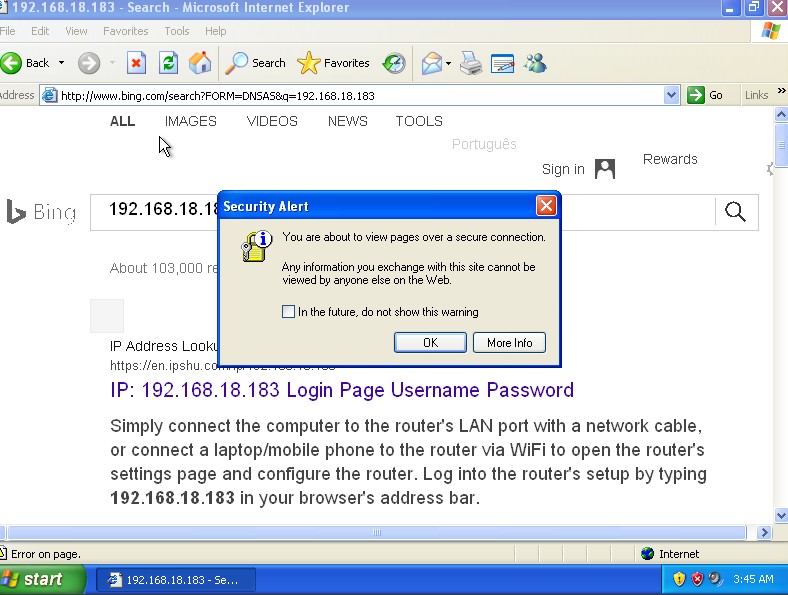 192.168.18.183 - Search - Microsoft Internet Explorer
File Edit View Favorites Tools Help
Back Search Favorites
Address http://www.bing.com/search?FORM=DNSAS&q=192.168.18.183 Go Links »
ALL IMAGES VIDEOS NEWS TOOLS
Português
Sign in Rewards
Bing 192.168.18.18
Security Alert
You are about to view pages over a secure connection.
Any information you exchange with this site cannot be
viewed by anyone else on the Web.
In the future, do not show this warning
OK More Info
About 103,000 re
IP Address Looku
https://en.ipshu.com/ip/192.168.18.183
IP: 192.168.18.183 Login Page Username Password
Simply connect the computer to the router's LAN port with a network cable,
or connect a laptop/mobile phone to the router via WiFi to open the router's
settings page and configure the router. Log into the router's setup by typing
192.168.18.183 in your browser's address bar.
Error on page. Internet
start 192.168.18.183 - Se... 3:45 AM